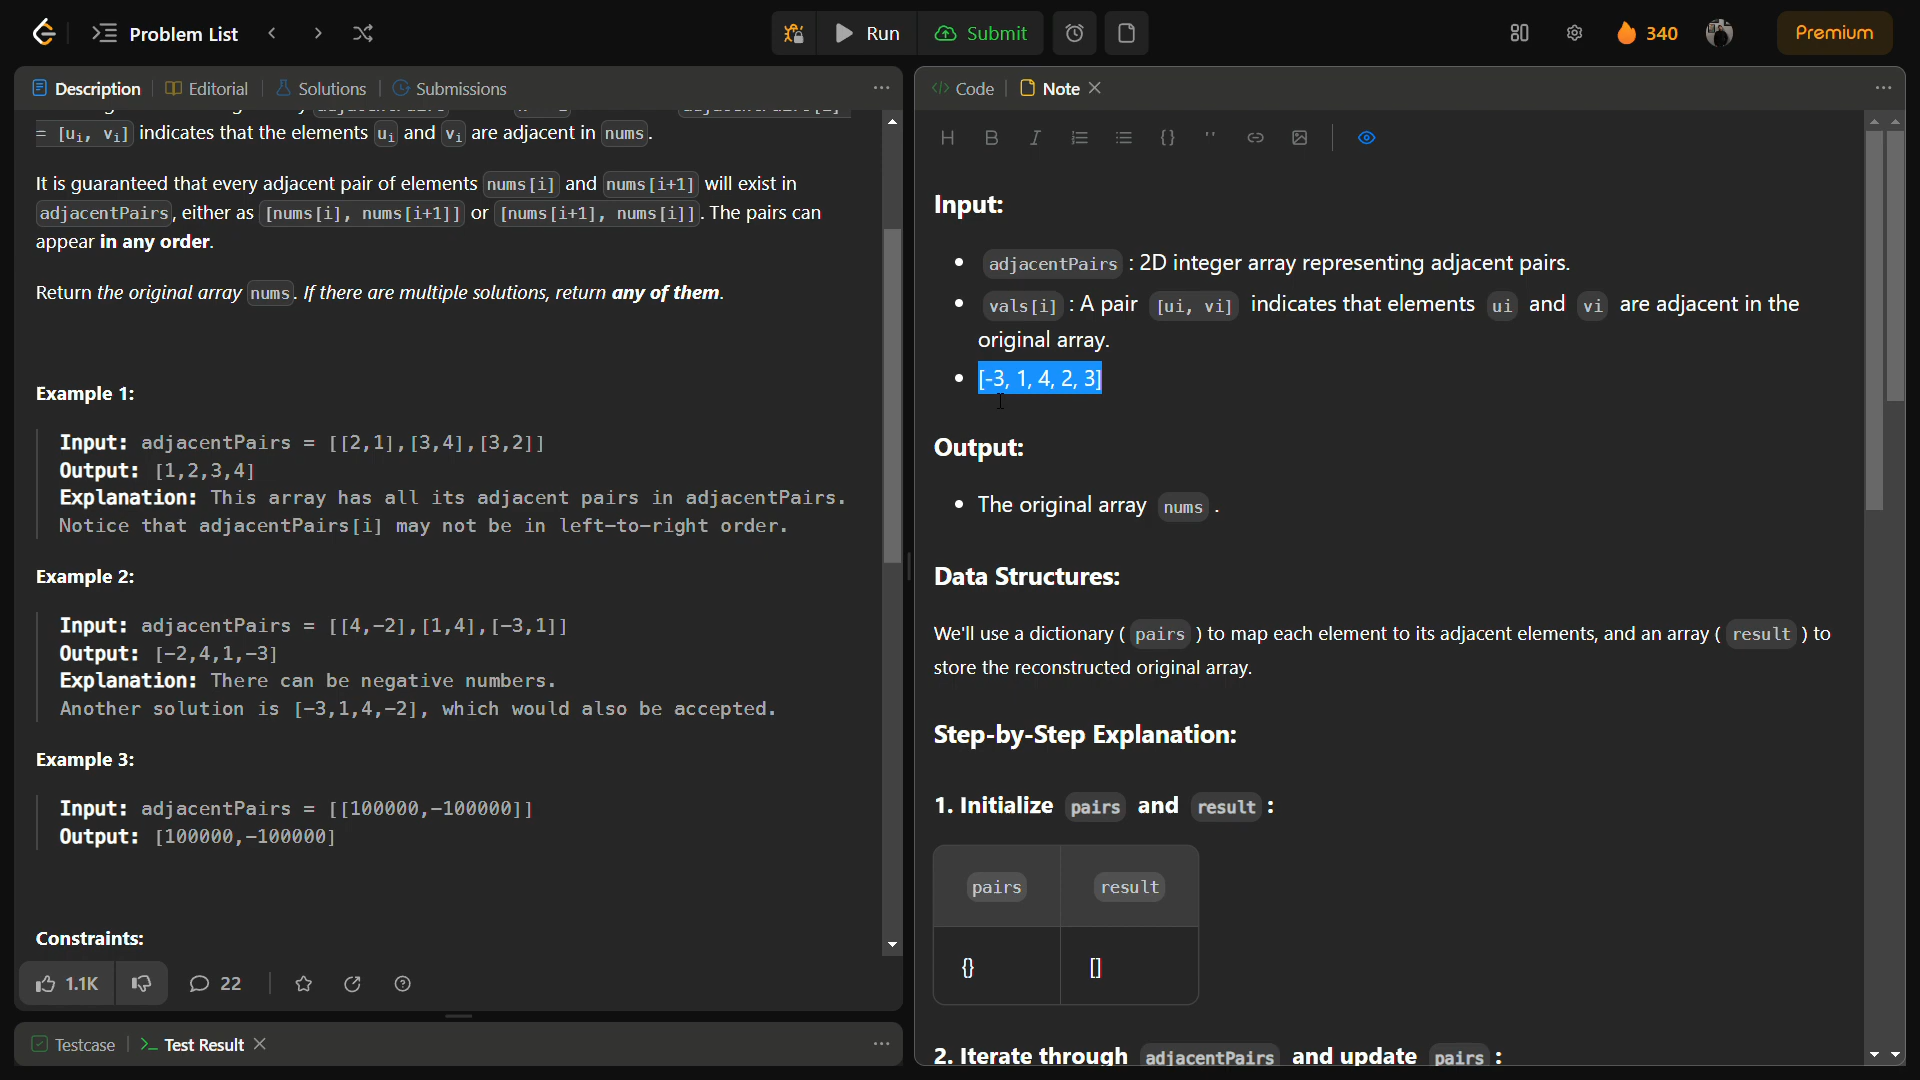 Problem List
Run
Submit
340
Premium
Description
Editorial
Solutions
Submissions
= [ui, vi] indicates that the elements ui and vi are adjacent in nums.
It is guaranteed that every adjacent pair of elements nums[i] and nums[i+1] will exist in
adjacentPairs, either as [nums[i], nums[i+1]] or [nums[i+1], nums[i]]. The pairs can
appear in any order.
Return the original array nums. If there are multiple solutions, return any of them.
Example 1:
Input: adjacentPairs = [[2,1],[3,4],[3,2]]
Output: [1,2,3,4]
Explanation: This array has all its adjacent pairs in adjacentPairs.
Notice that adjacentPairs[i] may not be in left-to-right order.
Example 2:
Input: adjacentPairs = [[4,-2],[1,4],[-3,1]]
Output: [-2,4,1,-3]
Explanation: There can be negative numbers.
Another solution is [-3,1,4,-2], which would also be accepted.
Example 3:
Input: adjacentPairs = [[100000,-100000]]
Output: [100000,-100000]
Constraints:
1.1K
22
Testcase
Test Result
Code
Note
Input:
adjacentPairs : 2D integer array representing adjacent pairs.
vals[i] : A pair [ui, vi] indicates that elements ui and vi are adjacent in the
original array.
[-3, 1, 4, 2, 3]
Output:
The original array nums .
Data Structures:
We'll use a dictionary ( pairs ) to map each element to its adjacent elements, and an array ( result ) to
store the reconstructed original array.
Step-by-Step Explanation:
1. Initialize pairs and result :
pairs result
{} []
2. Iterate through adjacentPairs and update pairs :